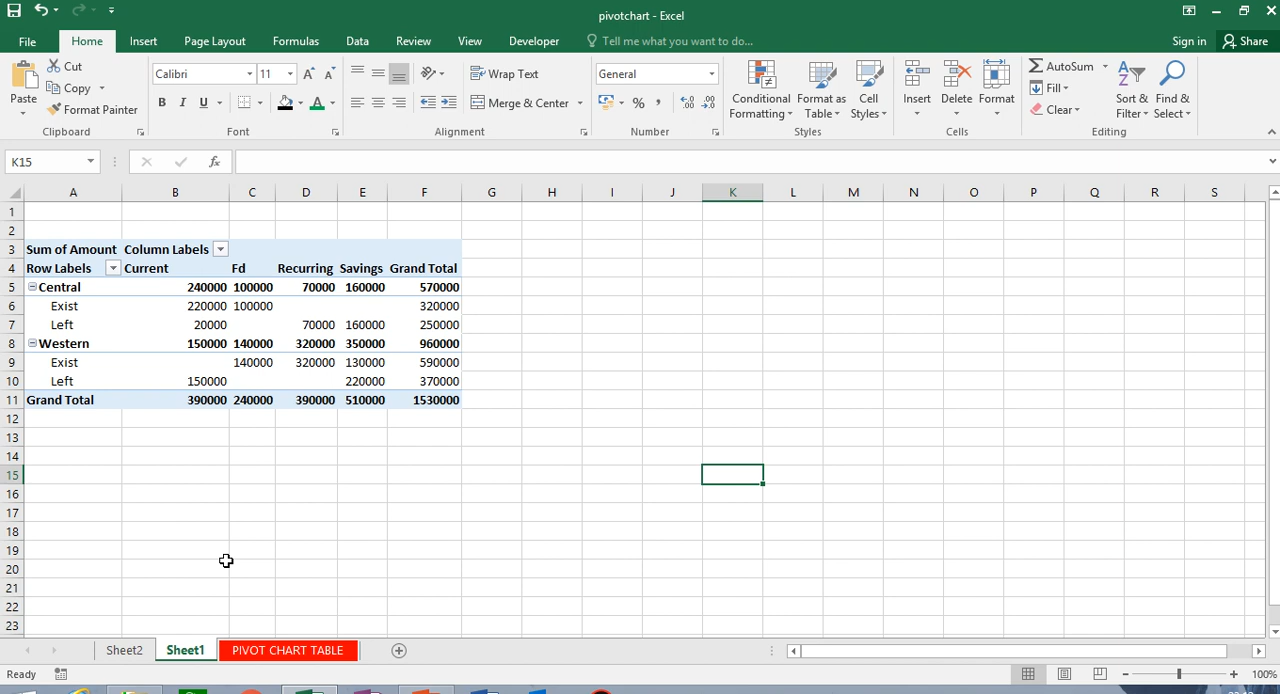 pivotchart - Excel
File Home Insert Page Layout Formulas Data Review View Developer Tell me what you want to do... Sign in Share
Paste Cut Copy Format Painter
Calibri 11
B I U
Wrap Text
Merge & Center
General
% ,
Conditional Formatting
Format as Table
Cell Styles
Insert Delete Format
AutoSum
Fill
Clear
Sort & Filter
Find & Select
Clipboard Font Alignment Number Styles Cells Editing
K15 fx
A B C D E F G H I J K L M N O P Q R S
1
2
3 Sum of Amount Column Labels
4 Row Labels Current Fd Recurring Savings Grand Total
5 Central 240000 100000 70000 160000 570000
6 Exist 220000 100000 320000
7 Left 20000 70000 160000 250000
8 Western 150000 140000 320000 350000 960000
9 Exist 140000 320000 130000 590000
10 Left 150000 220000 370000
11 Grand Total 390000 240000 390000 510000 1530000
12
13
14
15
16
17
18
19
20
21
22
23
Sheet2 Sheet1 PIVOT CHART TABLE
Ready 100%